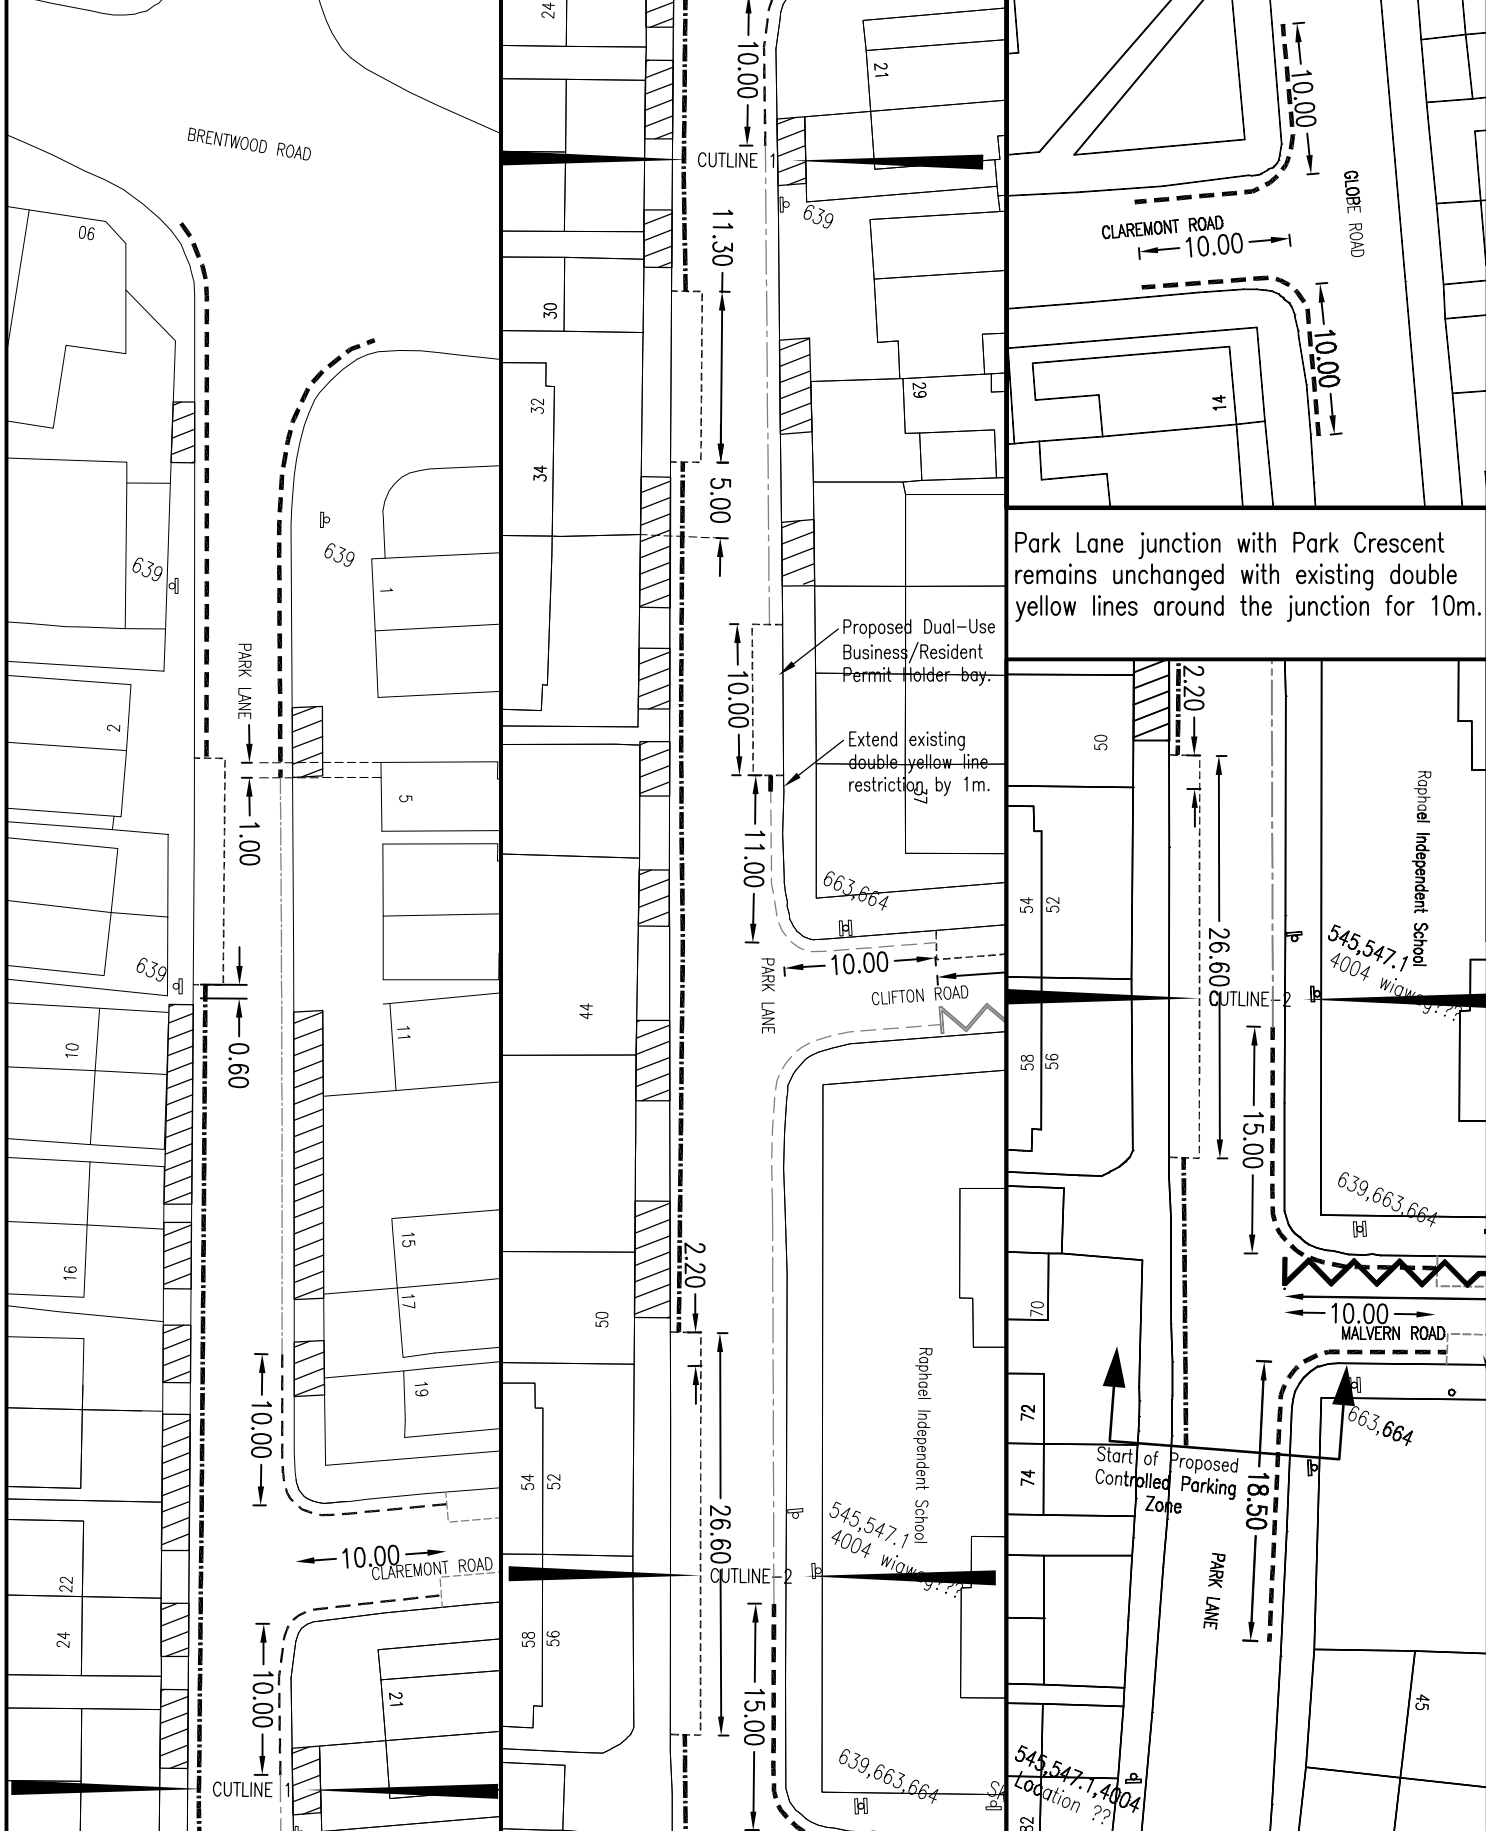 BRENTWOOD ROAD
90
639
639
1
PARK LANE
2
5
1.00
639
10
11
0.60
15
16
17
19
10.00
10.00
CLAREMONT ROAD
22
24
10.00
21
CUTLINE 1
24
10.00
21
CUTLINE 1
639
11.30
30
29
32
34
5.00
Proposed Dual-Use
Business/Resident
Permit Holder bay.
10.00
Extend existing
double yellow line
restriction by 1m.
37
11.00
663,664
10.00
PARK LANE
CLIFTON ROAD
44
2.20
50
Raphael Independent School
54
52
26.60
545,547.1
4004 wigwag???
CUTLINE-2
58
56
15.00
639,663,664
10.00
GLOBE ROAD
CLAREMONT ROAD
10.00
10.00
14
Park Lane junction with Park Crescent
remains unchanged with existing double
yellow lines around the junction for 10m.
2.20
50
Raphael Independent School
54
52
26.60
545,547.1
4004 wigwag???
CUTLINE-2
58
56
15.00
639,663,664
70
10.00
MALVERN ROAD
72
663,664
74
Start of Proposed
Controlled Parking
Zone
18.50
PARK LANE
45
545,547.1,4004
Location ??
82